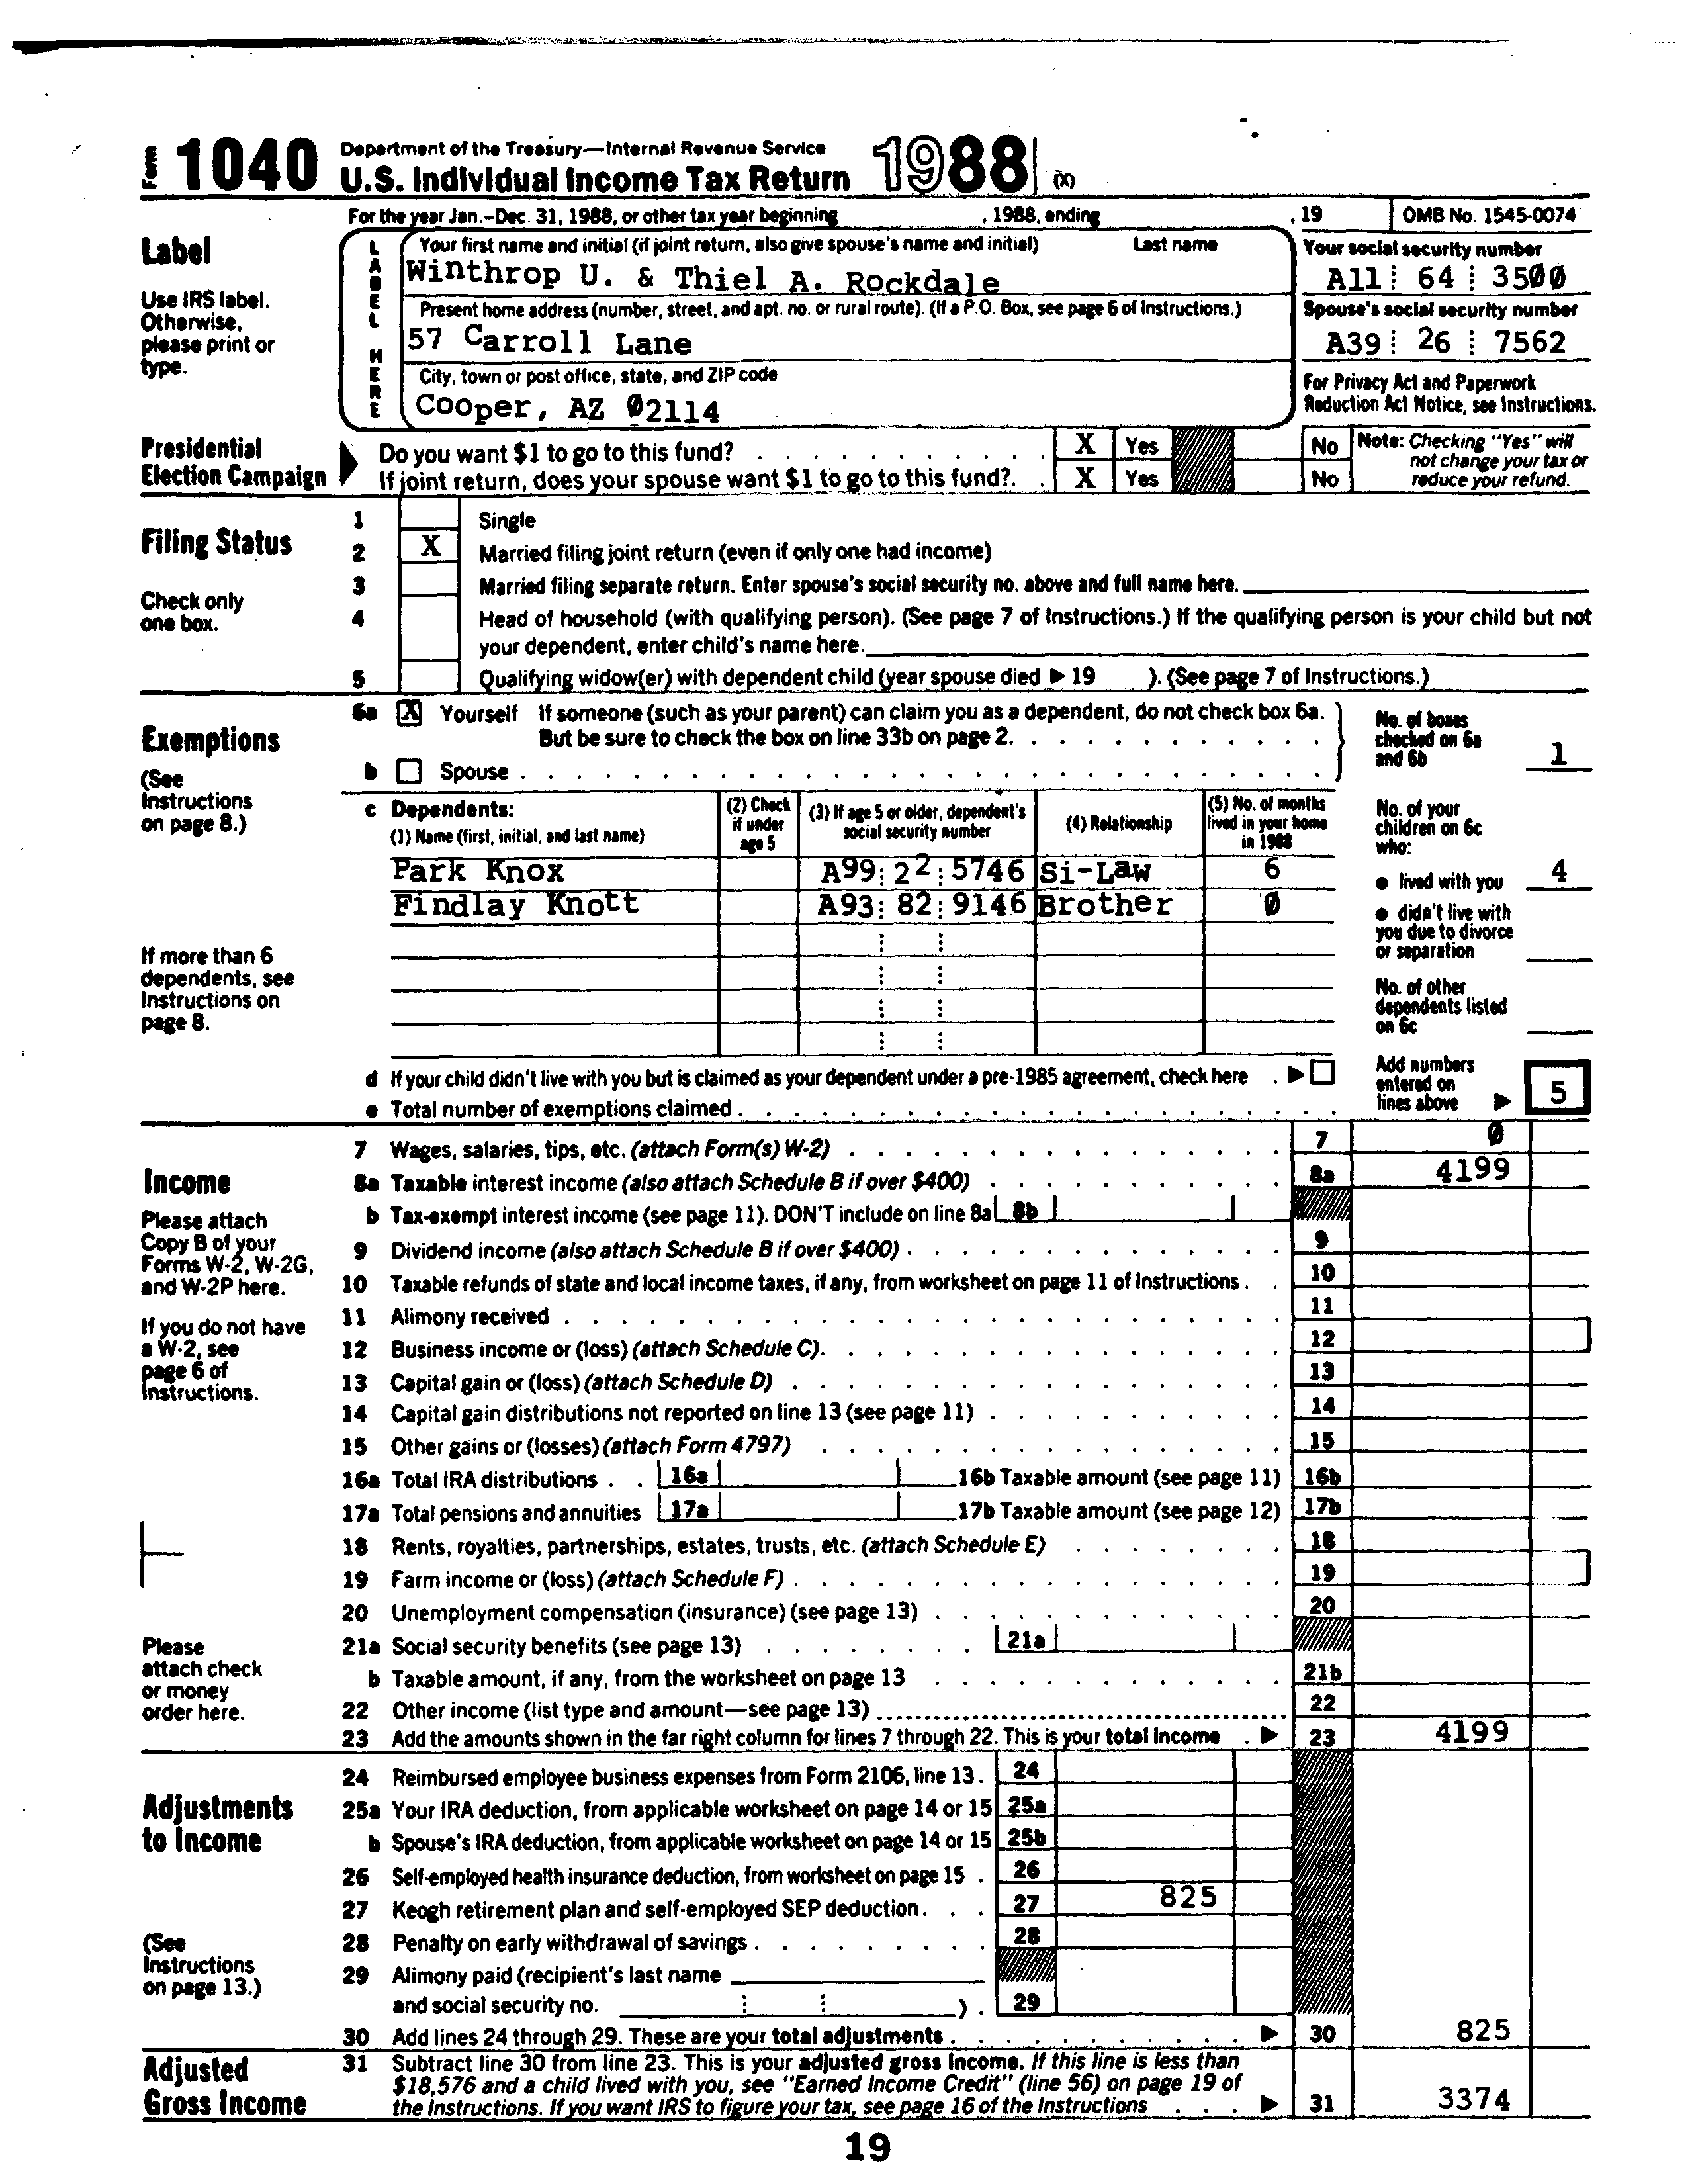 Form 1040 Department of the Treasury—Internal Revenue Service
U.S. Individual Income Tax Return 1988 (X)
For the year Jan.-Dec. 31, 1988, or other tax year beginning , 1988, ending , 19 OMB No. 1545-0074
Label
Use IRS label.
Otherwise,
please print or
type.
LABEL HERE
Your first name and initial (if joint return, also give spouse's name and initial) Last name
Winthrop U. & Thiel A. Rockdale
Your social security number
A11 64 3500
Present home address (number, street, and apt. no. or rural route). (If a P.O. Box, see page 6 of Instructions.)
57 Carroll Lane
Spouse's social security number
A39 26 7562
City, town or post office, state, and ZIP code
Cooper, AZ 02114
For Privacy Act and Paperwork
Reduction Act Notice, see Instructions.
Presidential
Election Campaign
Do you want $1 to go to this fund? X Yes No
If joint return, does your spouse want $1 to go to this fund?. X Yes No
Note: Checking "Yes" will
not change your tax or
reduce your refund.
Filing Status
Check only
one box.
1 Single
2 X Married filing joint return (even if only one had income)
3 Married filing separate return. Enter spouse's social security no. above and full name here.
4 Head of household (with qualifying person). (See page 7 of Instructions.) If the qualifying person is your child but not
your dependent, enter child's name here.
5 Qualifying widow(er) with dependent child (year spouse died ▶ 19 ). (See page 7 of Instructions.)
Exemptions
(See
Instructions
on page 8.)
If more than 6
dependents, see
Instructions on
page 8.
6a X Yourself If someone (such as your parent) can claim you as a dependent, do not check box 6a.
But be sure to check the box on line 33b on page 2.
b Spouse
No. of boxes
checked on 6a
and 6b 1
c Dependents:
(1) Name (first, initial, and last name)
(2) Check
if under
age 5
(3) If age 5 or older, dependent's
social security number
(4) Relationship
(5) No. of months
lived in your home
in 1988
Park Knox A99 22 5746 Si-Law 6
Findlay Knott A93 82 9146 Brother 0
No. of your
children on 6c
who:
● lived with you 4
● didn't live with
you due to divorce
or separation
No. of other
dependents listed
on 6c
d If your child didn't live with you but is claimed as your dependent under a pre-1985 agreement, check here ▶
e Total number of exemptions claimed
Add numbers
entered on
lines above ▶ 5
Income
Please attach
Copy B of your
Forms W-2, W-2G,
and W-2P here.
If you do not have
a W-2, see
page 6 of
Instructions.
Please
attach check
or money
order here.
7 Wages, salaries, tips, etc. (attach Form(s) W-2) 7 0
8a Taxable interest income (also attach Schedule B if over $400) 8a 4199
b Tax-exempt interest income (see page 11). DON'T include on line 8a 8b
9 Dividend income (also attach Schedule B if over $400) 9
10 Taxable refunds of state and local income taxes, if any, from worksheet on page 11 of Instructions 10
11 Alimony received 11
12 Business income or (loss) (attach Schedule C). 12
13 Capital gain or (loss) (attach Schedule D) 13
14 Capital gain distributions not reported on line 13 (see page 11) 14
15 Other gains or (losses) (attach Form 4797) 15
16a Total IRA distributions 16a 16b Taxable amount (see page 11) 16b
17a Total pensions and annuities 17a 17b Taxable amount (see page 12) 17b
18 Rents, royalties, partnerships, estates, trusts, etc. (attach Schedule E) 18
19 Farm income or (loss) (attach Schedule F) 19
20 Unemployment compensation (insurance) (see page 13) 20
21a Social security benefits (see page 13) 21a
b Taxable amount, if any, from the worksheet on page 13 21b
22 Other income (list type and amount—see page 13) 22
23 Add the amounts shown in the far right column for lines 7 through 22. This is your total income ▶ 23 4199
Adjustments
to Income
(See
Instructions
on page 13.)
24 Reimbursed employee business expenses from Form 2106, line 13. 24
25a Your IRA deduction, from applicable worksheet on page 14 or 15 25a
b Spouse's IRA deduction, from applicable worksheet on page 14 or 15 25b
26 Self-employed health insurance deduction, from worksheet on page 15 26
27 Keogh retirement plan and self-employed SEP deduction 27 825
28 Penalty on early withdrawal of savings 28
29 Alimony paid (recipient's last name
and social security no. ) 29
30 Add lines 24 through 29. These are your total adjustments ▶ 30 825
Adjusted
Gross Income
31 Subtract line 30 from line 23. This is your adjusted gross income. If this line is less than
$18,576 and a child lived with you, see "Earned Income Credit" (line 56) on page 19 of
the Instructions. If you want IRS to figure your tax, see page 16 of the Instructions ▶ 31 3374
19